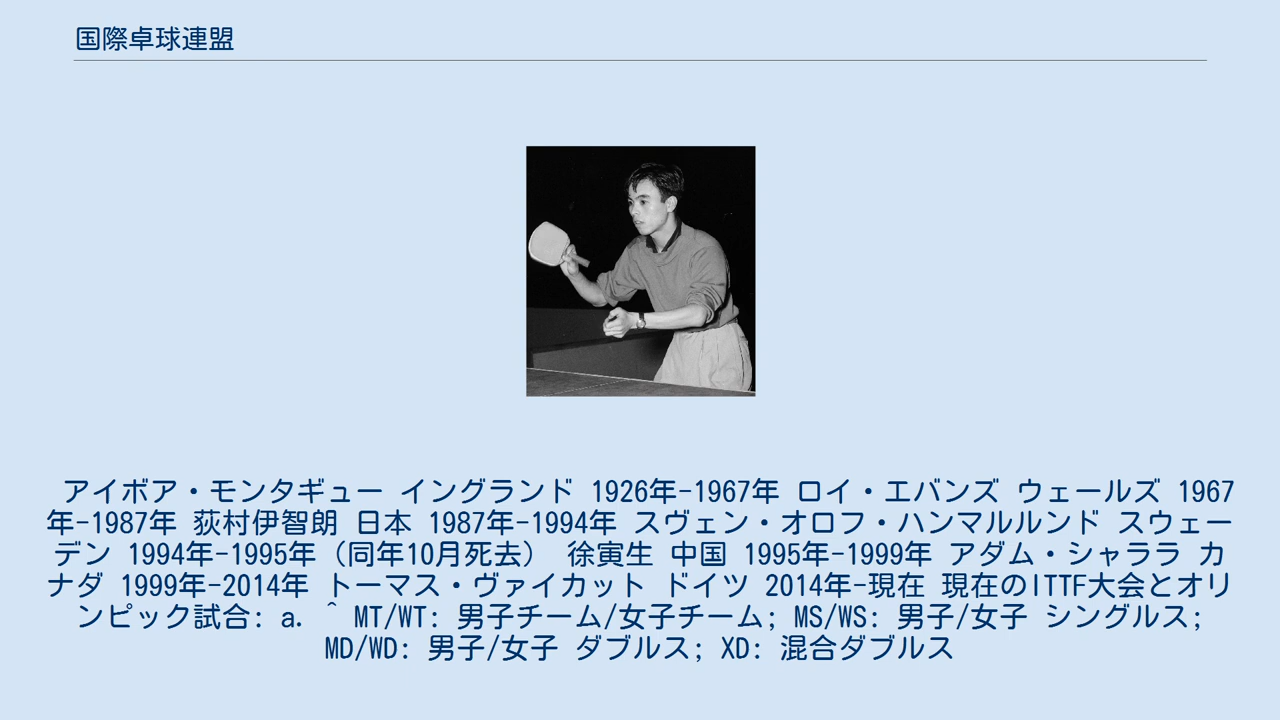 国際卓球連盟
アイボア・モンタギュー イングランド 1926年-1967年 ロイ・エバンズ ウェールズ 1967
年-1987年 荻村伊智朗 日本 1987年-1994年 スヴェン・オロフ・ハンマルルンド スウェー
デン 1994年-1995年（同年10月死去） 徐寅生 中国 1995年-1999年 アダム・シャララ カ
ナダ 1999年-2014年 トーマス・ヴァイカット ドイツ 2014年-現在 現在のITTF大会とオリ
ンピック試合: a. ^ MT/WT: 男子チーム/女子チーム; MS/WS: 男子/女子 シングルス;
MD/WD: 男子/女子 ダブルス; XD: 混合ダブルス